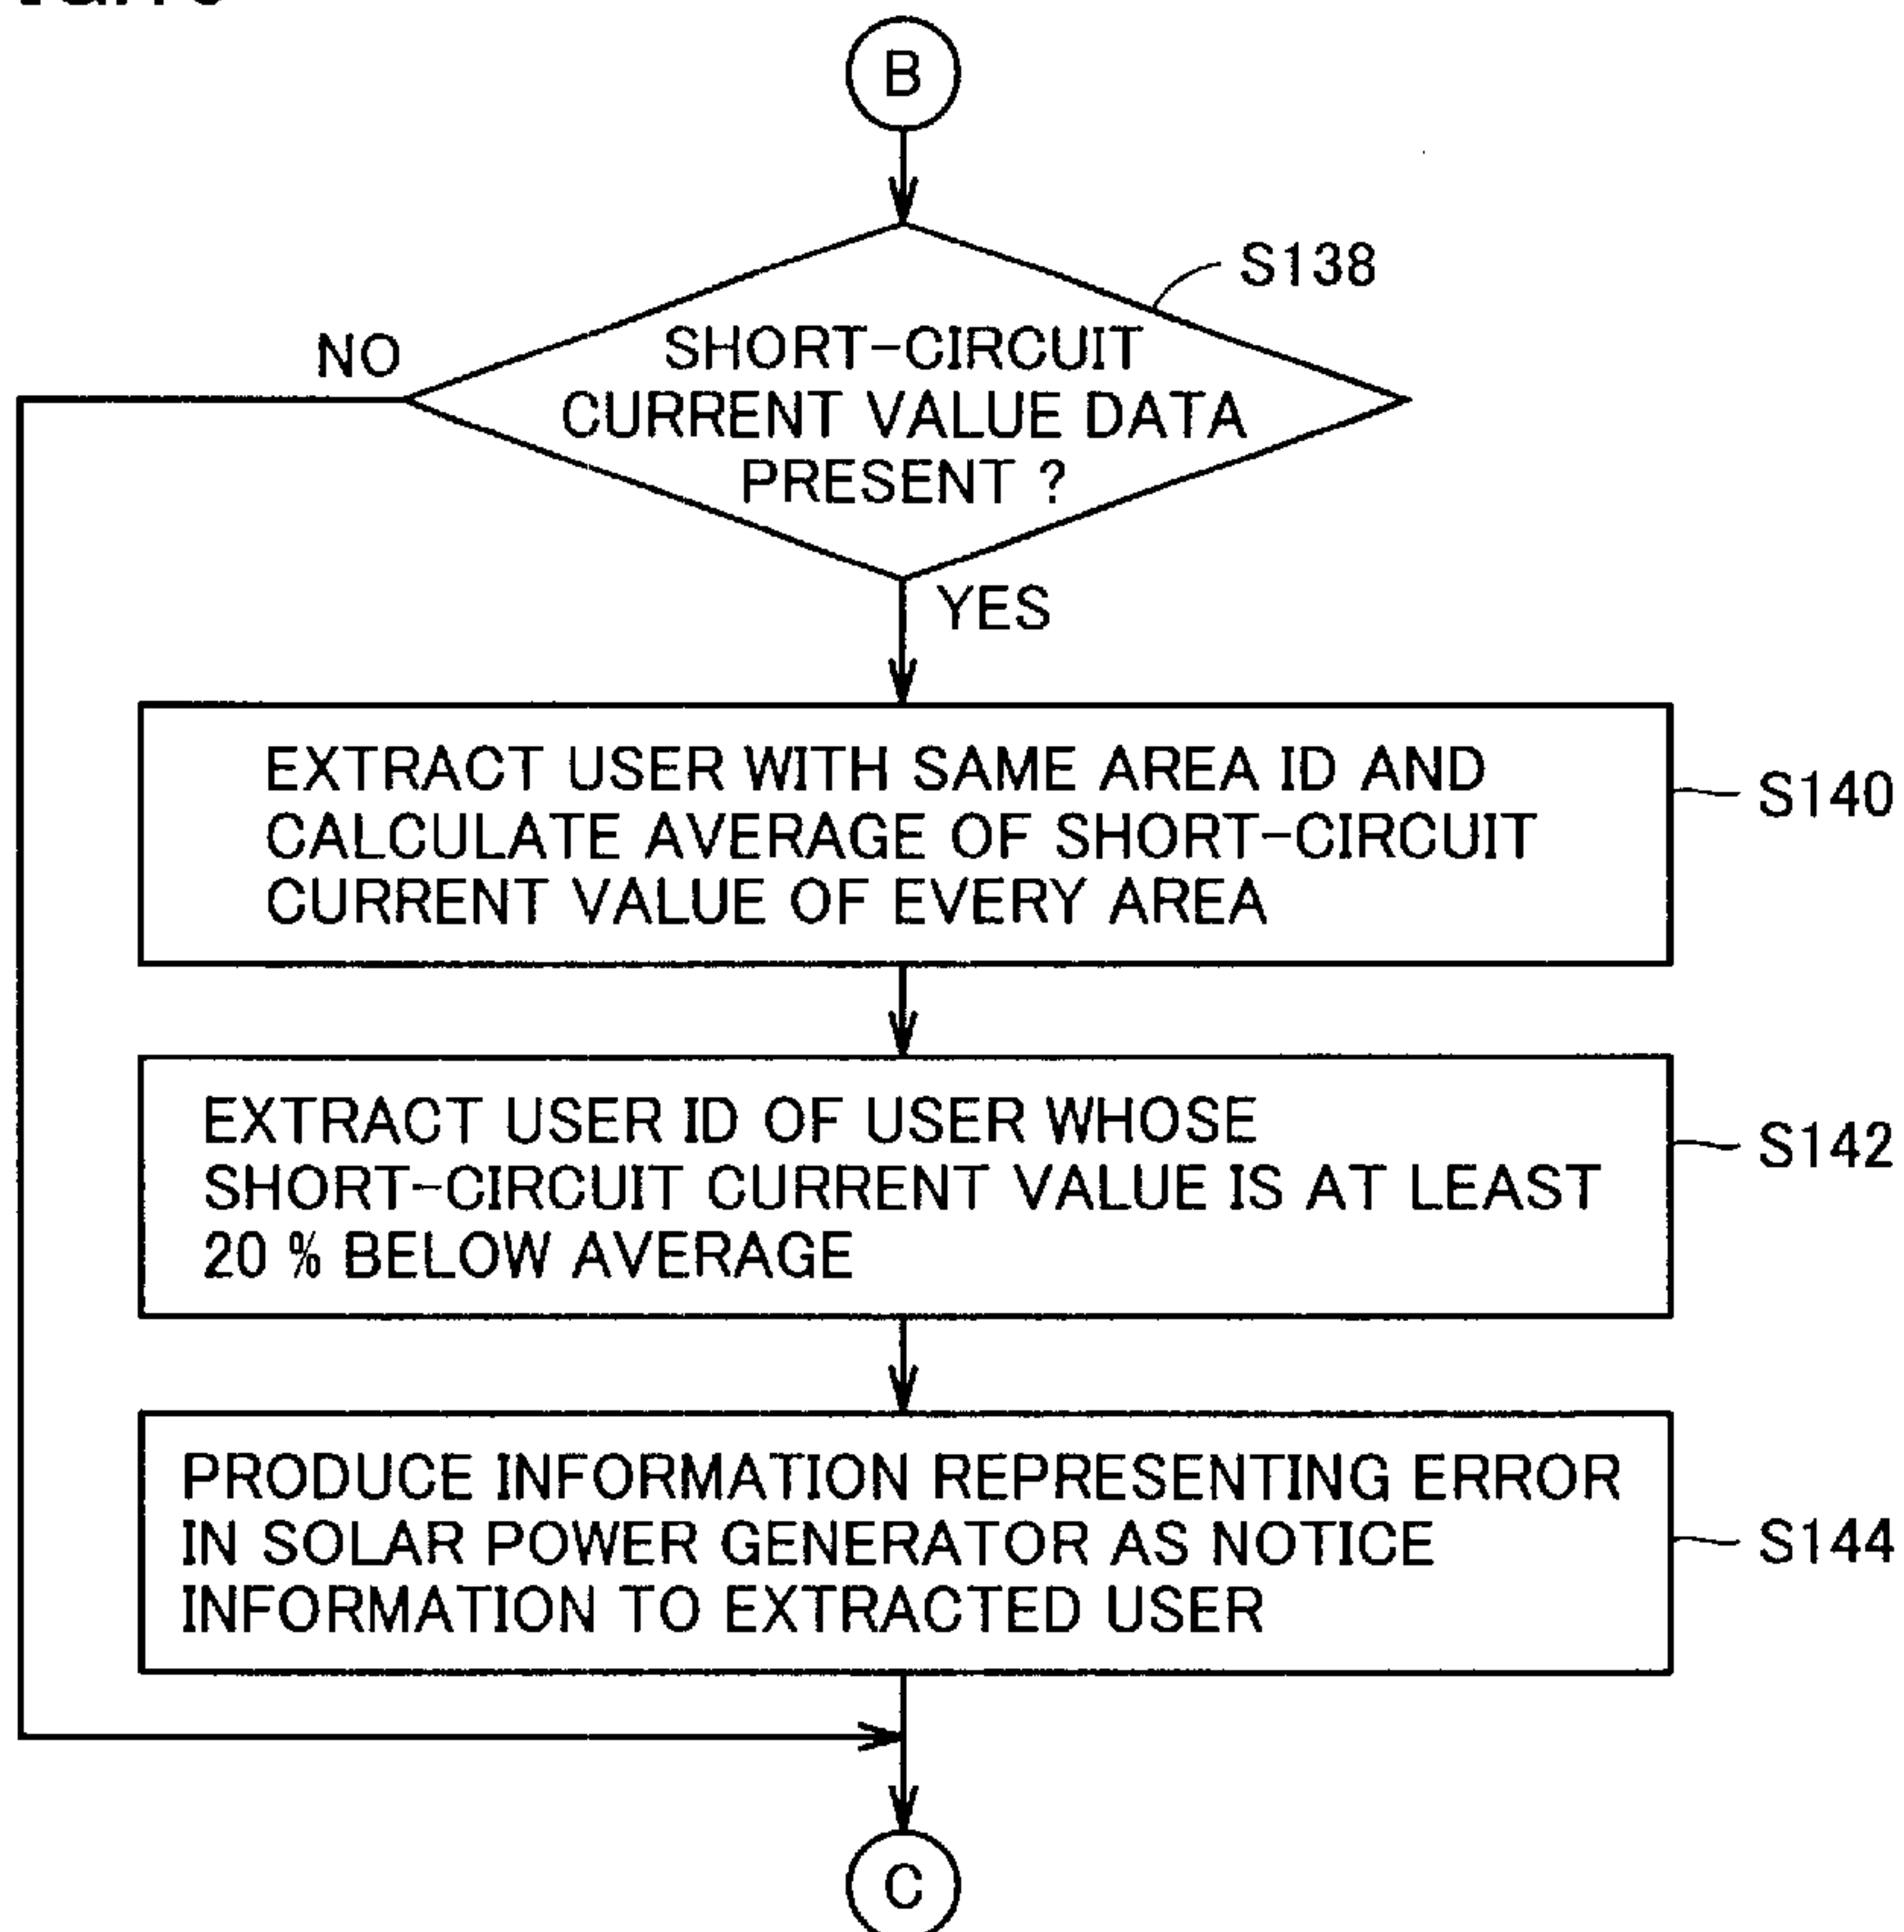 B
S138
NO
SHORT-CIRCUIT
CURRENT VALUE DATA
PRESENT ?
YES
EXTRACT USER WITH SAME AREA ID AND
CALCULATE AVERAGE OF SHORT-CIRCUIT
CURRENT VALUE OF EVERY AREA
S140
EXTRACT USER ID OF USER WHOSE
SHORT-CIRCUIT CURRENT VALUE IS AT LEAST
20 % BELOW AVERAGE
S142
PRODUCE INFORMATION REPRESENTING ERROR
IN SOLAR POWER GENERATOR AS NOTICE
INFORMATION TO EXTRACTED USER
S144
C